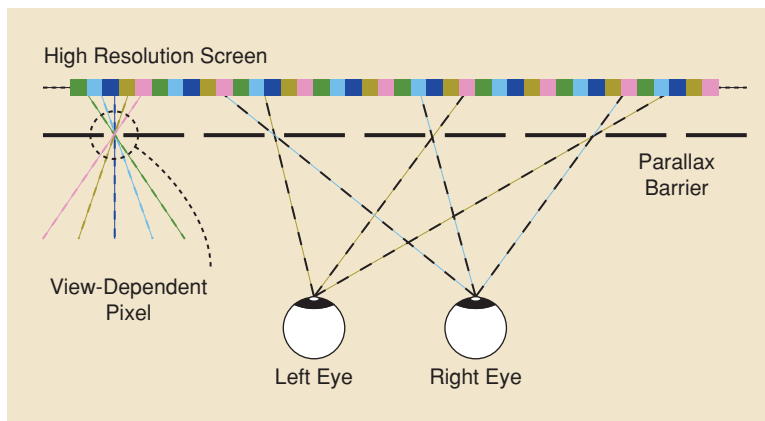 High Resolution Screen
Parallax
Barrier
View-Dependent
Pixel
Left Eye
Right Eye